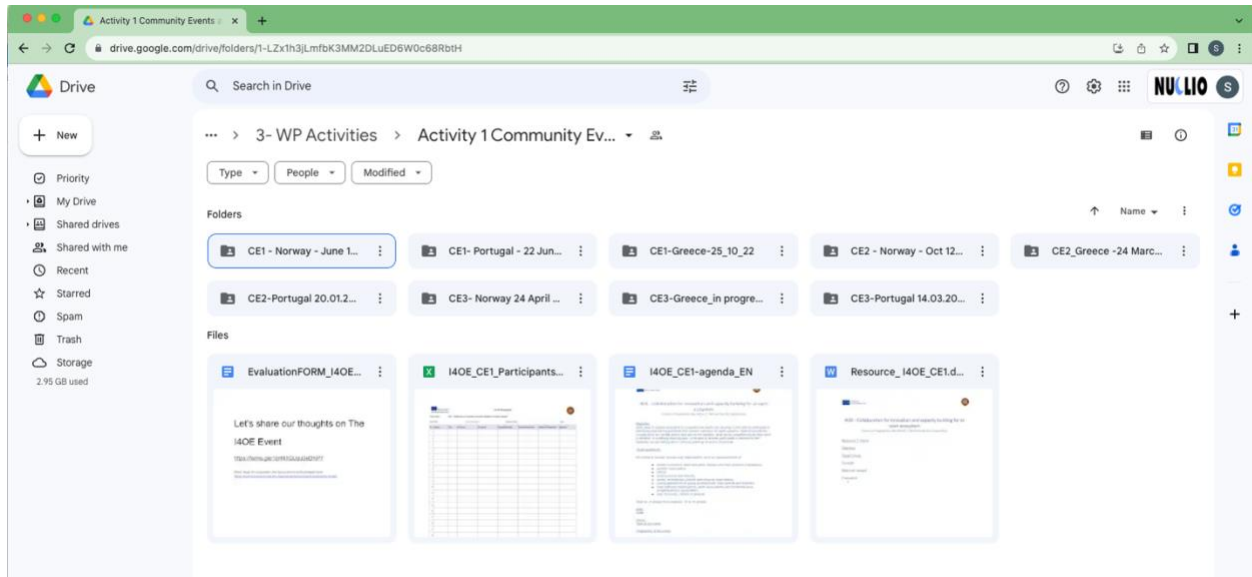 Activity 1 Community Events
drive.google.com/drive/folders/1-LZx1h3jLmfbK3MM2DLuED6W0c68RbtH
Drive
Search in Drive
NUCLIO S
New
... > 3- WP Activities > Activity 1 Community Ev...
Type People Modified
Priority
My Drive
Shared drives
Shared with me
Recent
Starred
Spam
Trash
Storage
2.95 GB used
Folders
Name
CE1 - Norway - June 1... CE1- Portugal - 22 Jun... CE1-Greece-25_10_22 CE2 - Norway - Oct 12... CE2_Greece -24 Marc...
CE2-Portugal 20.01.2... CE3- Norway 24 April ... CE3-Greece_in progre... CE3-Portugal 14.03.20...
Files
EvaluationFORM_I4OE... I4OE_CE1_Participants... I4OE_CE1-agenda_EN Resource_ I4OE_CE1.d...
Let's share our thoughts on The
I4OE Event